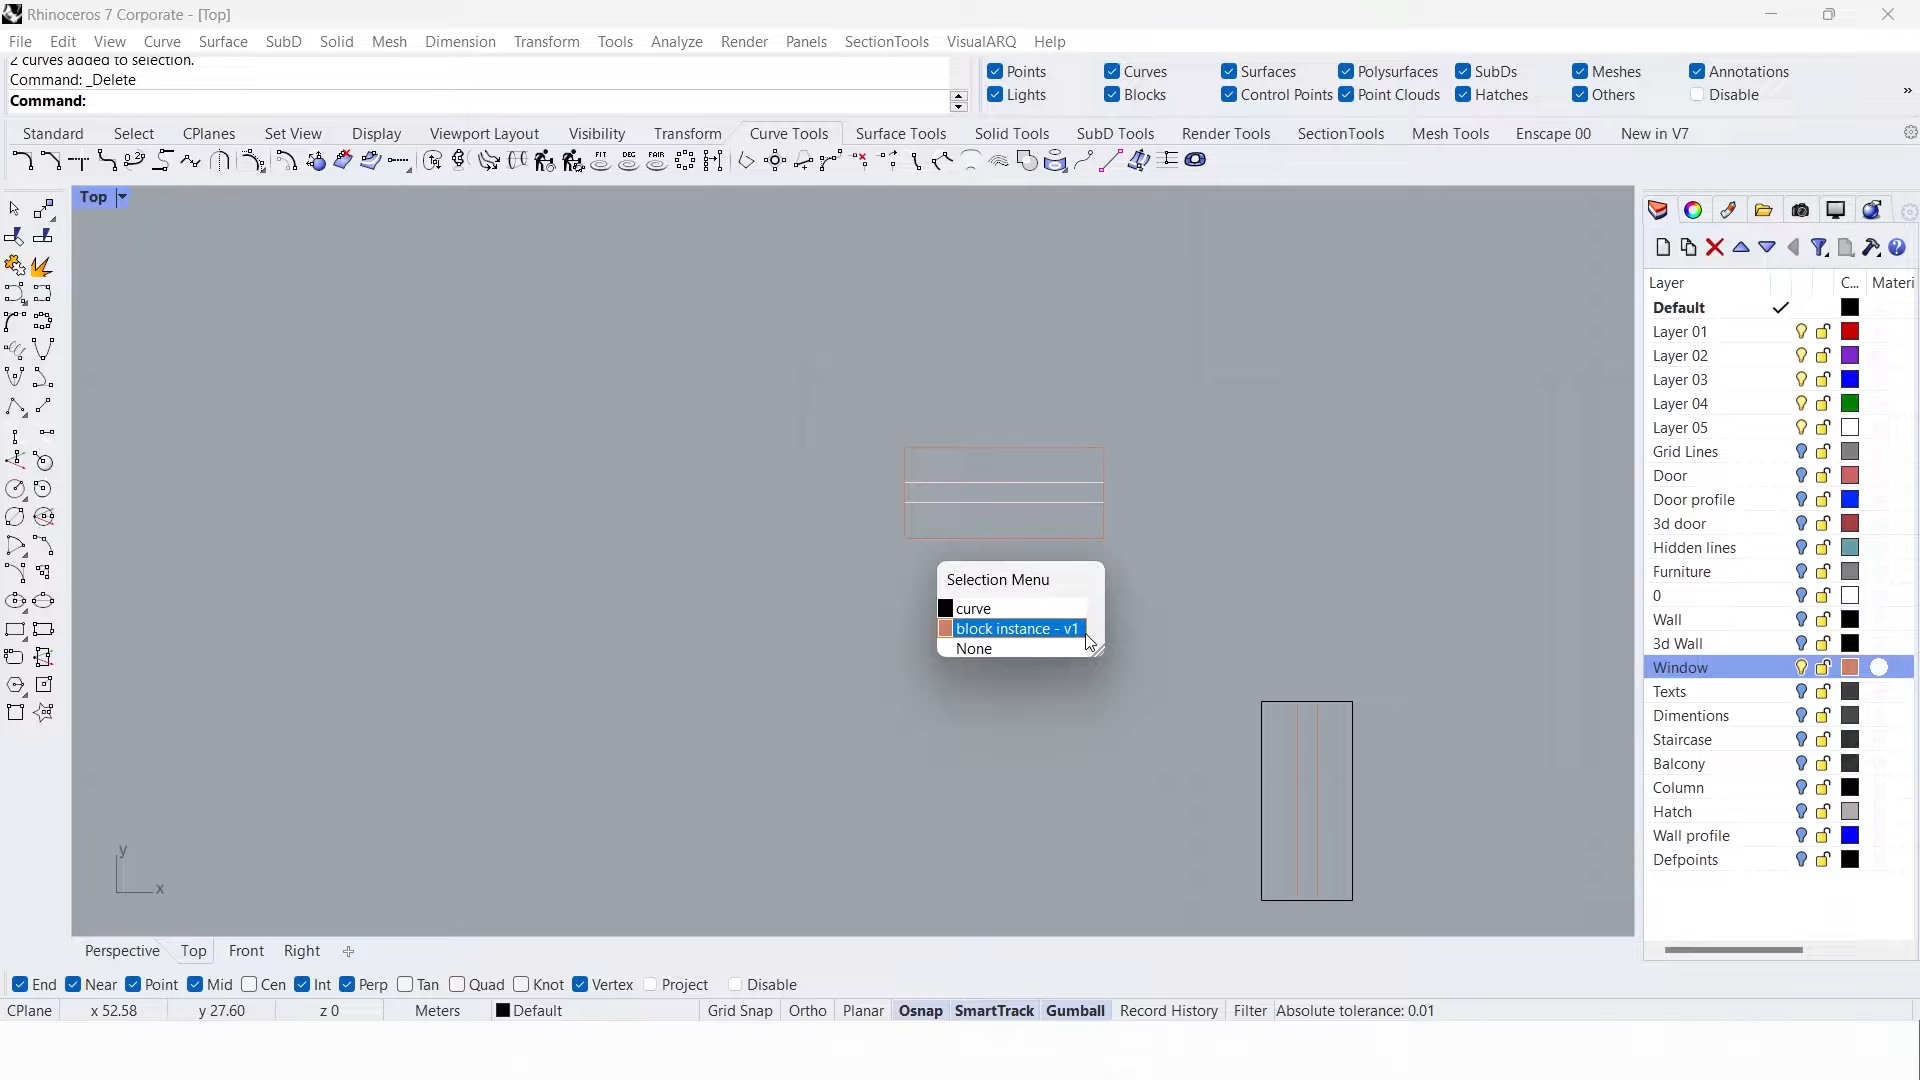 Rhinoceros 7 Corporate - [Top]
File Edit View Curve Surface SubD Solid Mesh Dimension Transform Tools Analyze Render Panels SectionTools VisualARQ Help
2 curves added to selection.
Command: _Delete
Command:
Points Curves Surfaces Polysurfaces SubDs Meshes Annotations
Lights Blocks Control Points Point Clouds Hatches Others Disable
Standard Select CPlanes Set View Display Viewport Layout Visibility Transform Curve Tools Surface Tools Solid Tools SubD Tools Render Tools SectionTools Mesh Tools Enscape 00 New in V7
FIT DEG FAIR
Top
Selection Menu
curve
block instance - v1
None
y
x
Layer C... Materi
Default
Layer 01
Layer 02
Layer 03
Layer 04
Layer 05
Grid Lines
Door
Door profile
3d door
Hidden lines
Furniture
0
Wall
3d Wall
Window
Texts
Dimentions
Staircase
Balcony
Column
Hatch
Wall profile
Defpoints
Perspective Top Front Right
End Near Point Mid Cen Int Perp Tan Quad Knot Vertex Project Disable
CPlane x 52.58 y 27.60 z 0 Meters Default Grid Snap Ortho Planar Osnap SmartTrack Gumball Record History Filter Absolute tolerance: 0.01